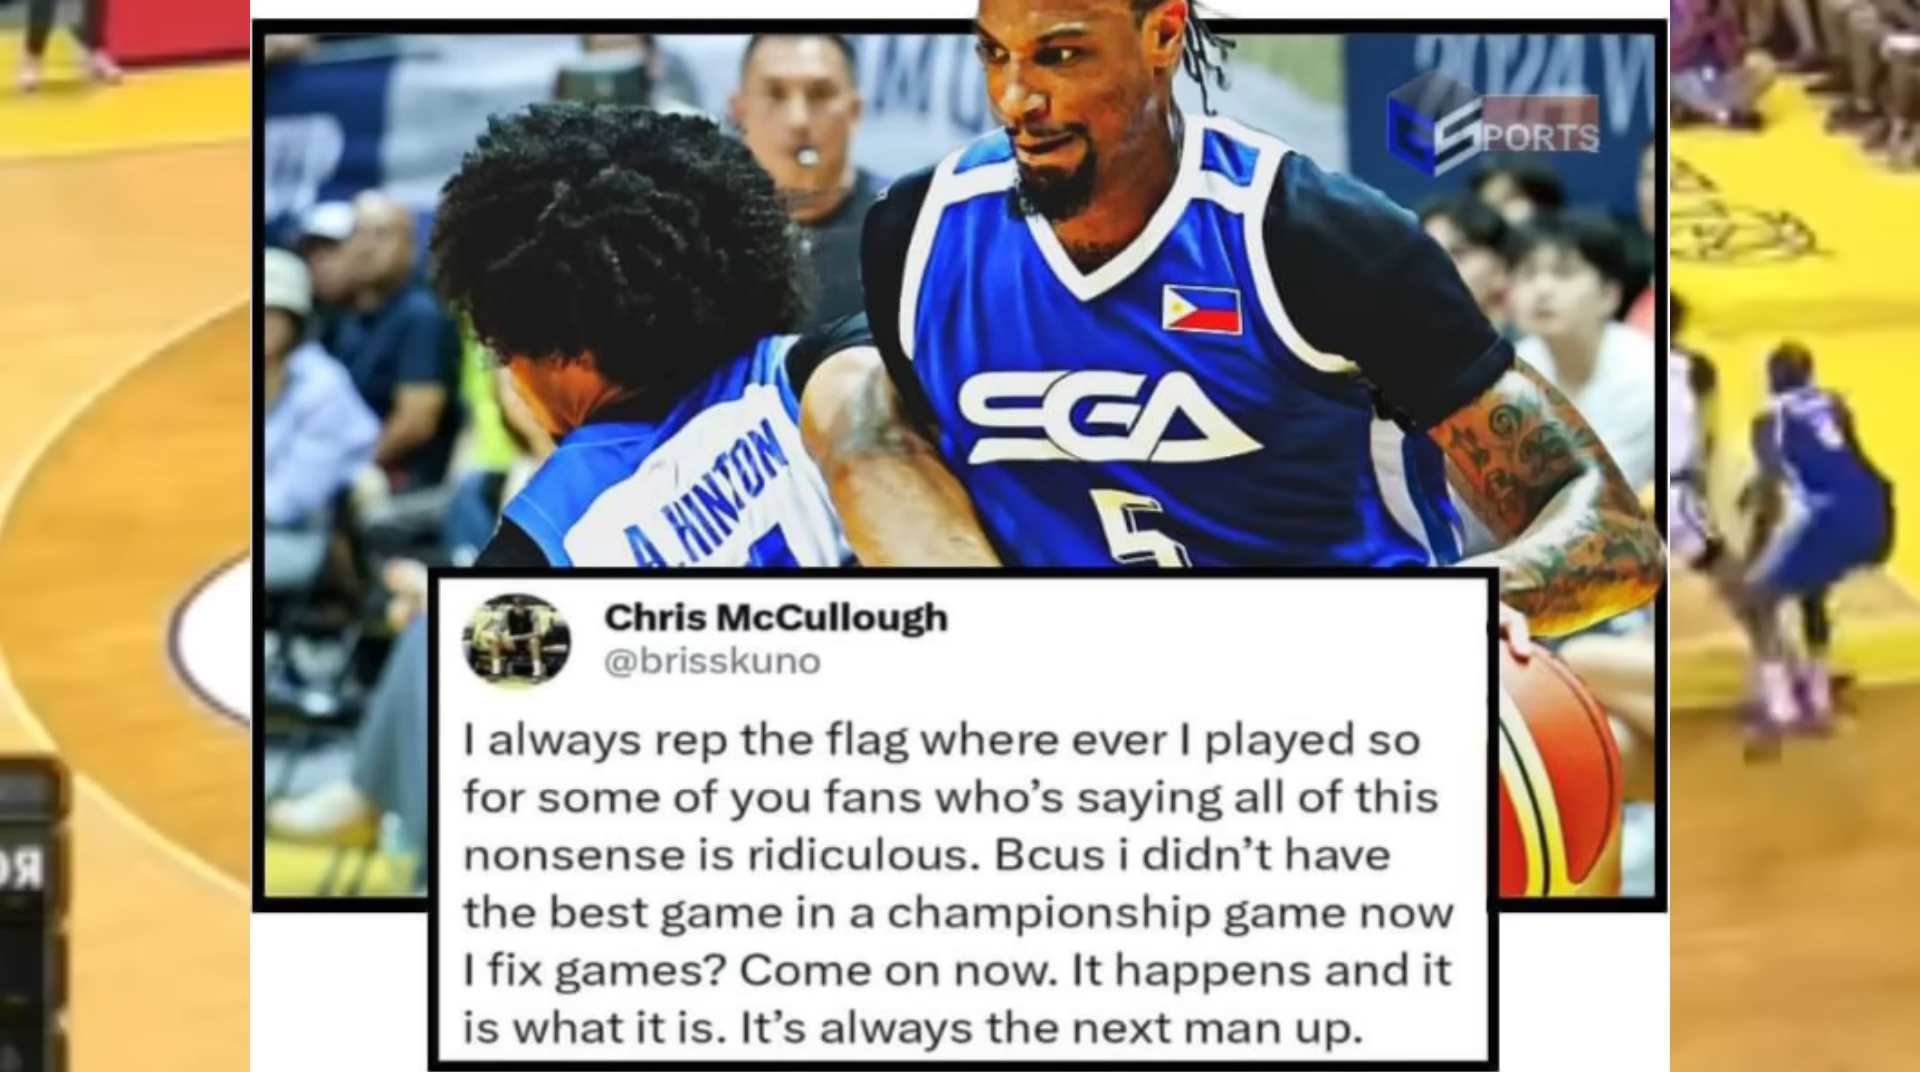 2024 W
SPORTS
A.HINTON
SGA
5
Chris McCullough
@brisskuno
I always rep the flag where ever I played so
for some of you fans who's saying all of this
nonsense is ridiculous. Bcus i didn't have
the best game in a championship game now
I fix games? Come on now. It happens and it
is what it is. It's always the next man up.